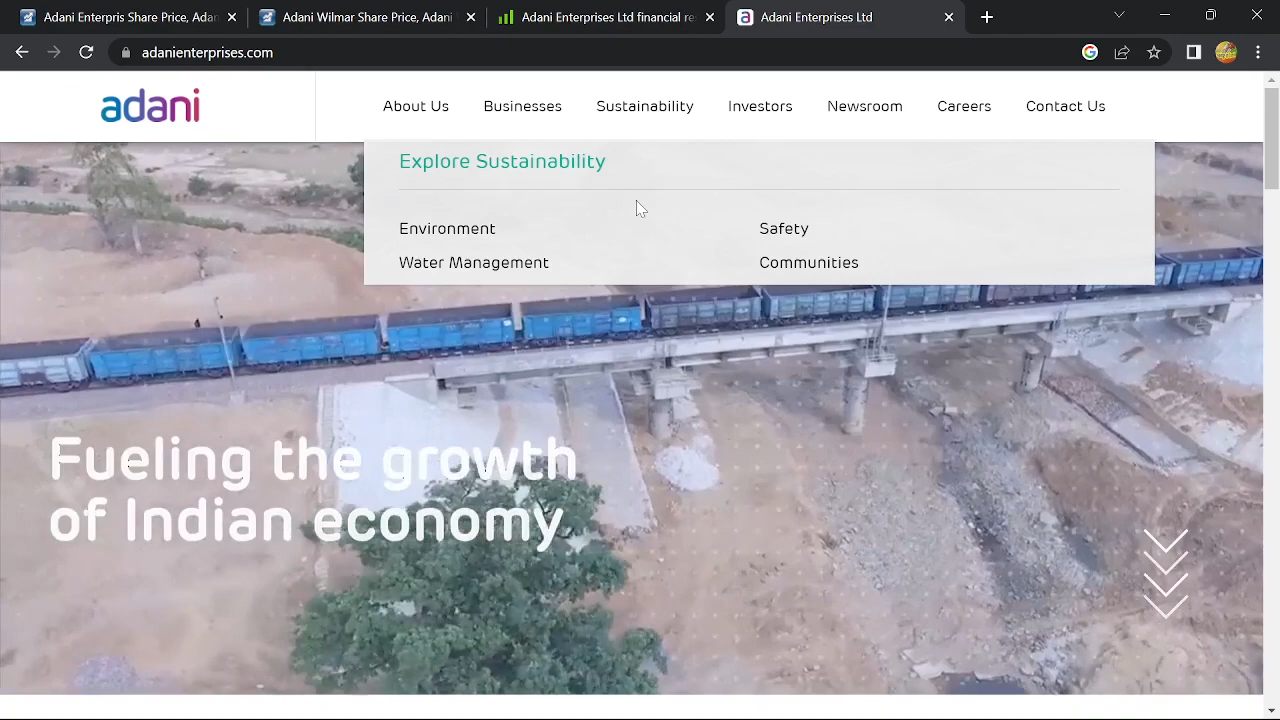 Adani Enterpris Share Price, Adani
Adani Wilmar Share Price, Adani
Adani Enterprises Ltd financial re
Adani Enterprises Ltd
adanienterprises.com
adani
About Us
Businesses
Sustainability
Investors
Newsroom
Careers
Contact Us
Explore Sustainability
Environment
Safety
Water Management
Communities
Fueling the growth
of Indian economy